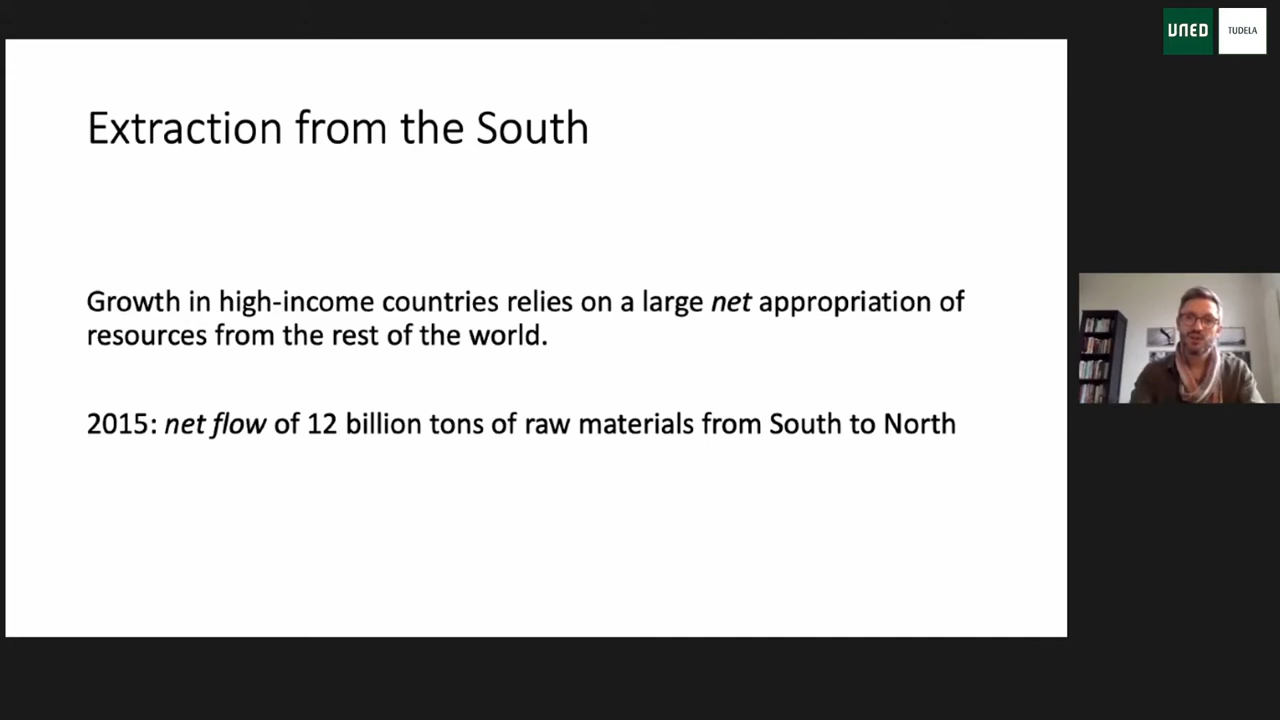 UNED
TUDELA
Extraction from the South
Growth in high-income countries relies on a large net appropriation of
resources from the rest of the world.
2015: net flow of 12 billion tons of raw materials from South to North